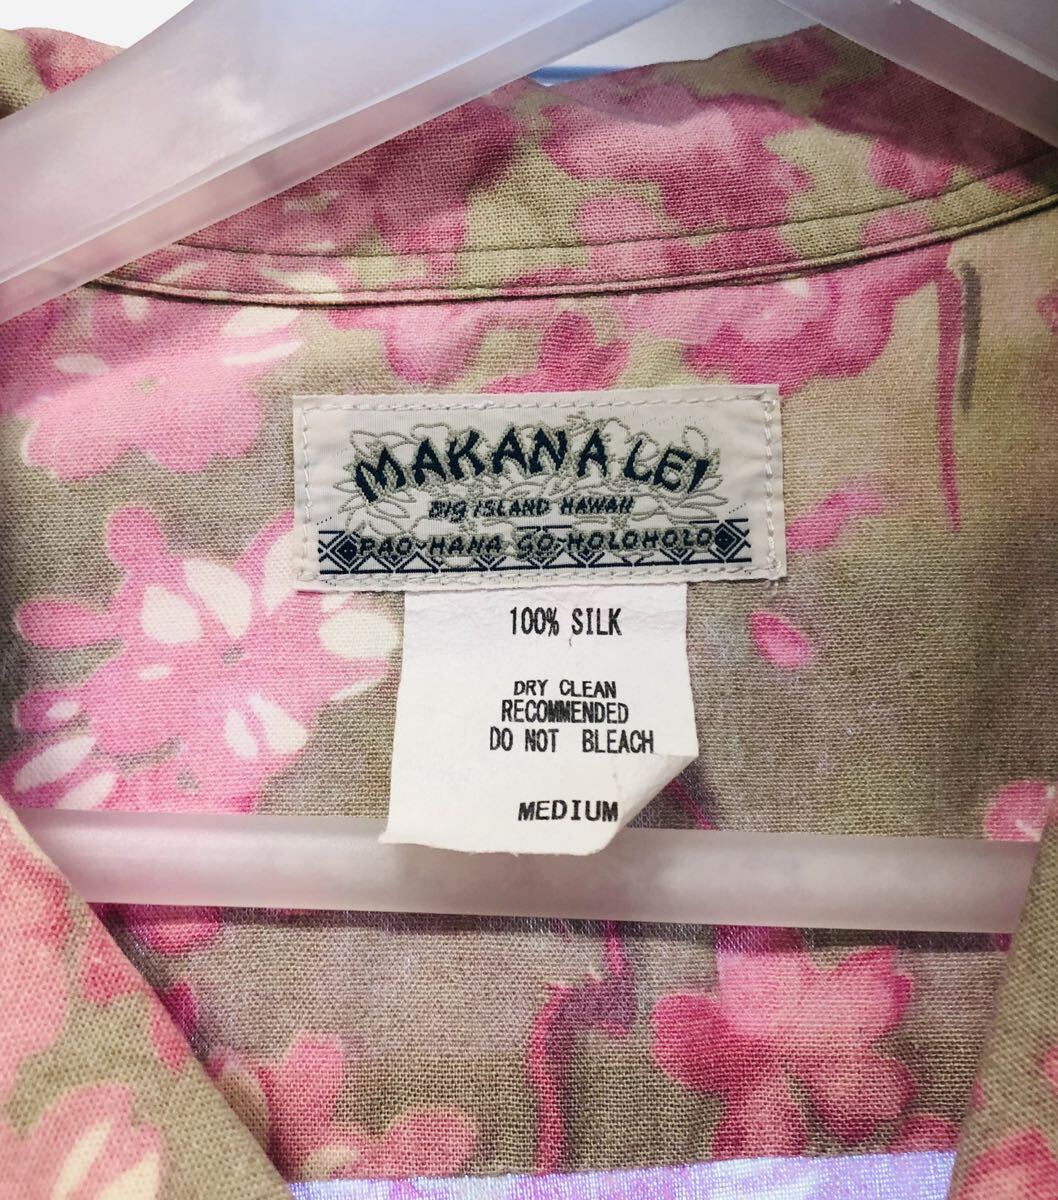 MAKANA LEI
BIG ISLAND HAWAII
PAO HANA GO HOLOHOLO
100% SILK
DRY CLEAN
RECOMMENDED
DO NOT BLEACH
MEDIUM